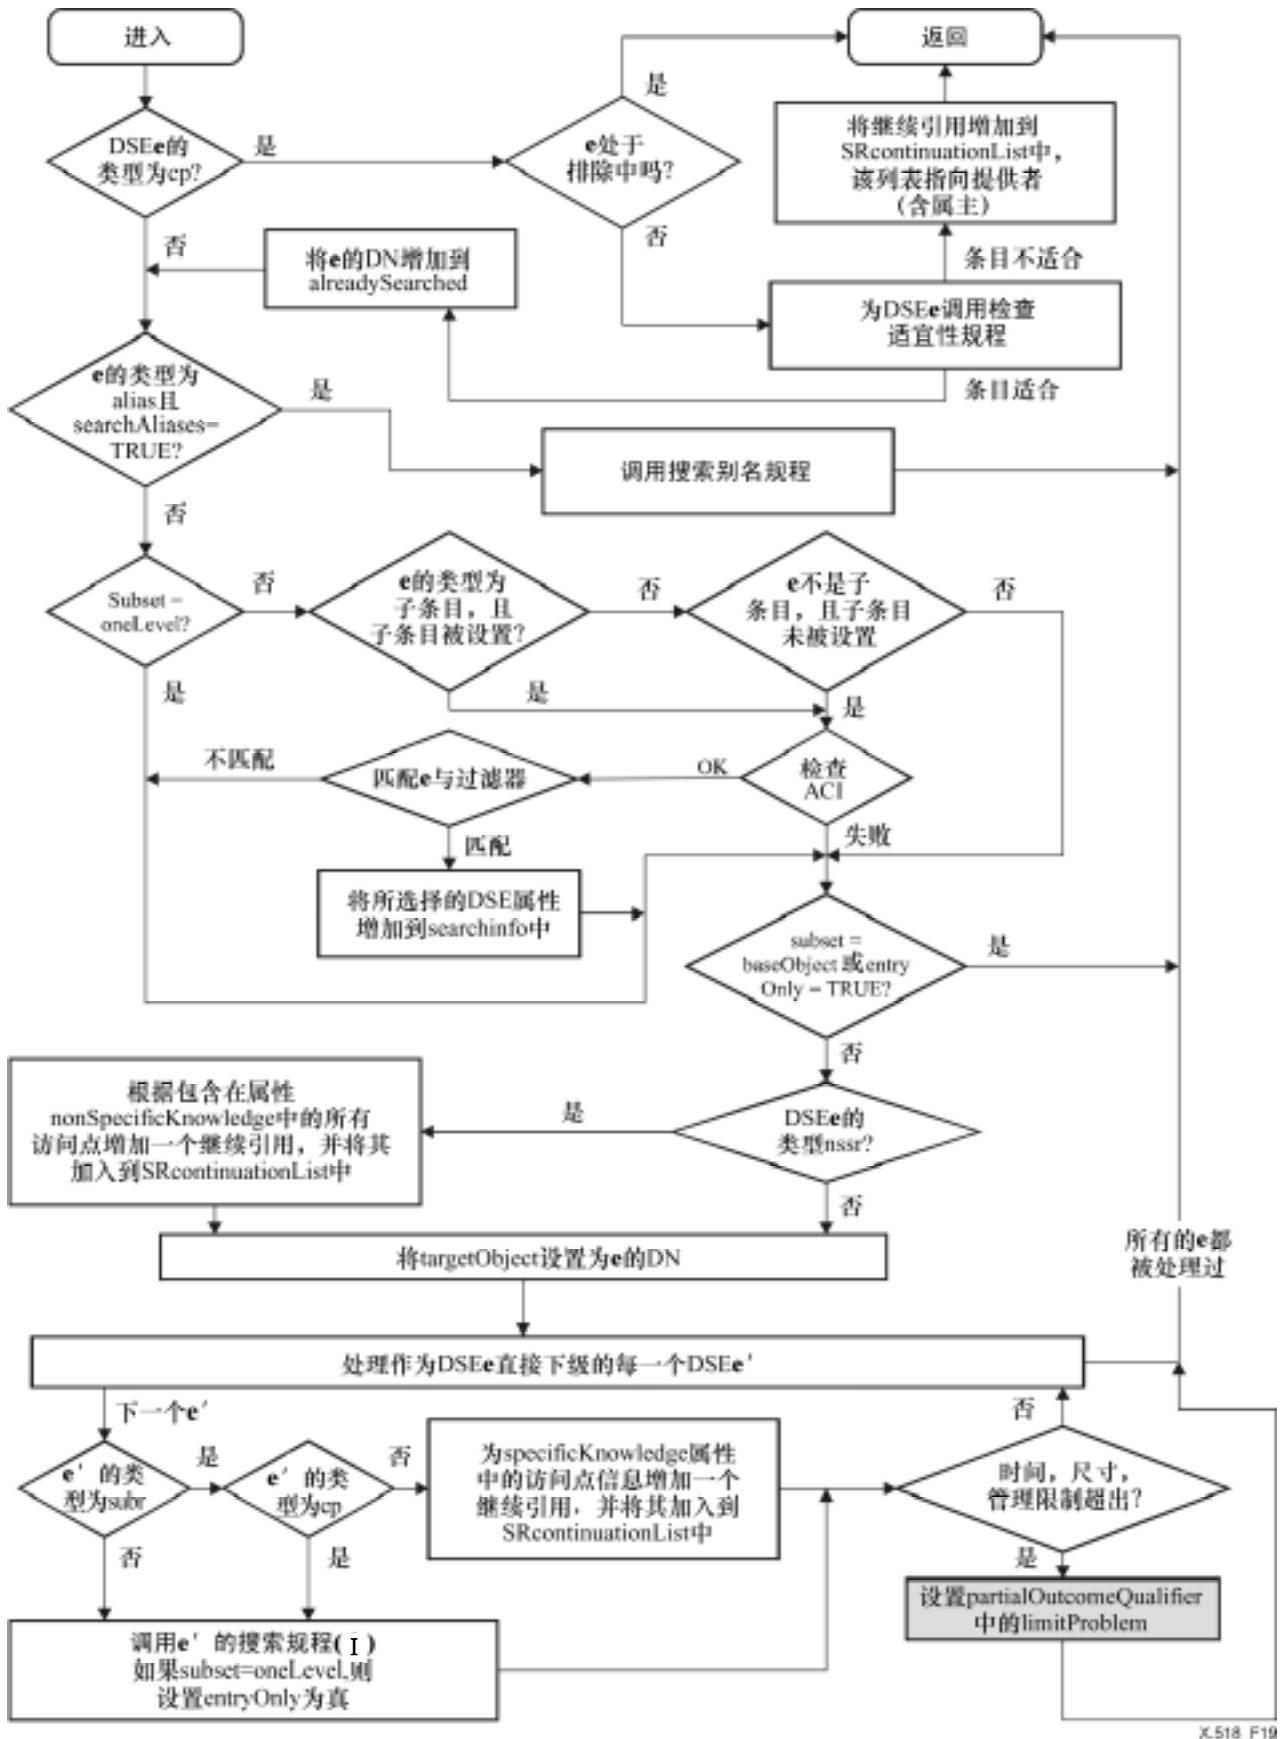 进入
返回
是
DSEe的
类型为cp?
是
e处于
排除中吗?
将继续引用增加到
SRcontinuationList中，
该列表指向提供者
(含属主)
否
否
将e的DN增加到
alreadySearched
条目不适合
为DSEe调用检查
适宜性规程
e的类型为
alias且
searchAliases=
TRUE?
是
条目适合
调用搜索别名规程
否
Subset =
oneLevel?
否
e的类型为
子条目，且
子条目被设置?
否
e不是子
条目，且子条目
未被设置
否
是
是
是
不匹配
匹配e与过滤器
OK
检查
ACI
匹配
失败
将所选择的DSE属性
增加到searchinfo中
subset =
baseObject 或entry
Only = TRUE?
是
否
根据包含在属性
nonSpecificKnowledge中的所有
访问点增加一个继续引用，并将其
加入到SRcontinuationList中
是
DSEe的
类型nssr?
否
将targetObject设置为e的DN
所有的e都
被处理过
处理作为DSEe直接下级的每一个DSEe′
下一个e′
否
e′ 的类
型为subr
是
e′ 的类
型为cp
否
为specificKnowledge属性
中的访问点信息增加一个
继续引用，并将其加入到
SRcontinuationList中
时间，尺寸，
管理限制超出?
否
是
是
设置partialOutcomeQualifier
中的limitProblem
调用e′ 的搜索规程( I )
如果subset=oneLevel,则
设置entryOnly为真
X.518_F19